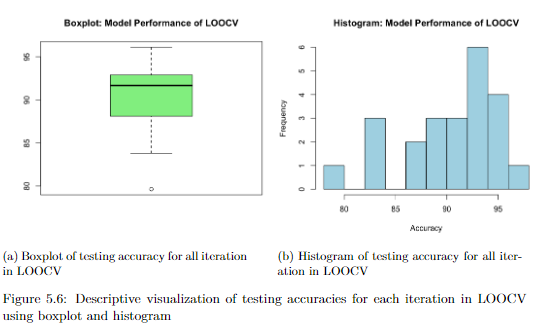 Boxplot: Model Performance of LOOCV
95
90
85
80
(a) Boxplot of testing accuracy for all iteration
in LOOCV
Histogram: Model Performance of LOOCV
Frequency
6
5
4
3
2
1
0
80 85 90 95
Accuracy
(b) Histogram of testing accuracy for all iter-
ation in LOOCV
Figure 5.6: Descriptive visualization of testing accuracies for each iteration in LOOCV
using boxplot and histogram